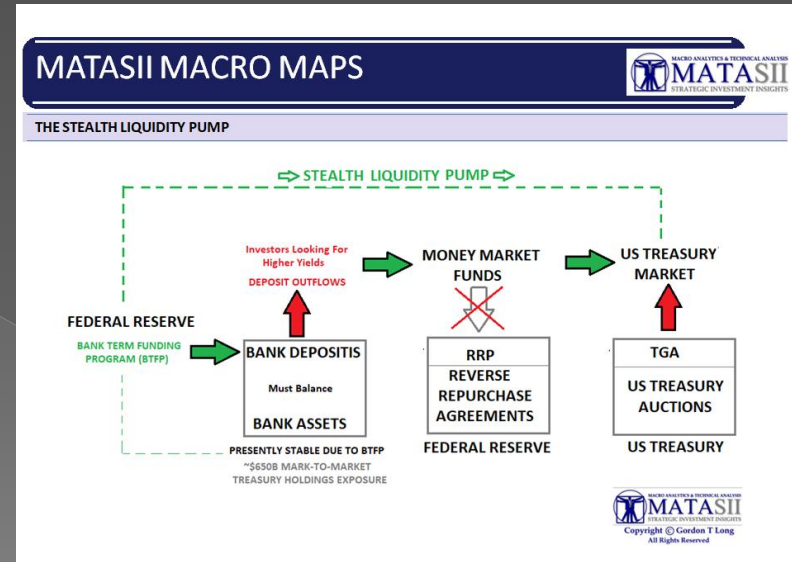 MATASII MACRO MAPS
MACRO ANALYTICS & TECHNICAL ANALYSIS
MATASII
STRATEGIC INVESTMENT INSIGHTS
THE STEALTH LIQUIDITY PUMP
STEALTH LIQUIDITY PUMP
Investors Looking For
Higher Yields
DEPOSIT OUTFLOWS
MONEY MARKET
FUNDS
US TREASURY
MARKET
FEDERAL RESERVE
BANK TERM FUNDING
PROGRAM (BTFP)
BANK DEPOSITIS
Must Balance
BANK ASSETS
PRESENTLY STABLE DUE TO BTFP
~$650B MARK-TO-MARKET
TREASURY HOLDINGS EXPOSURE
RRP
REVERSE
REPURCHASE
AGREEMENTS
FEDERAL RESERVE
TGA
US TREASURY
AUCTIONS
US TREASURY
MACRO ANALYTICS & TECHNICAL ANALYSIS
MATASII
STRATEGIC INVESTMENT INSIGHTS
Copyright © Gordon T Long
All Rights Reserved